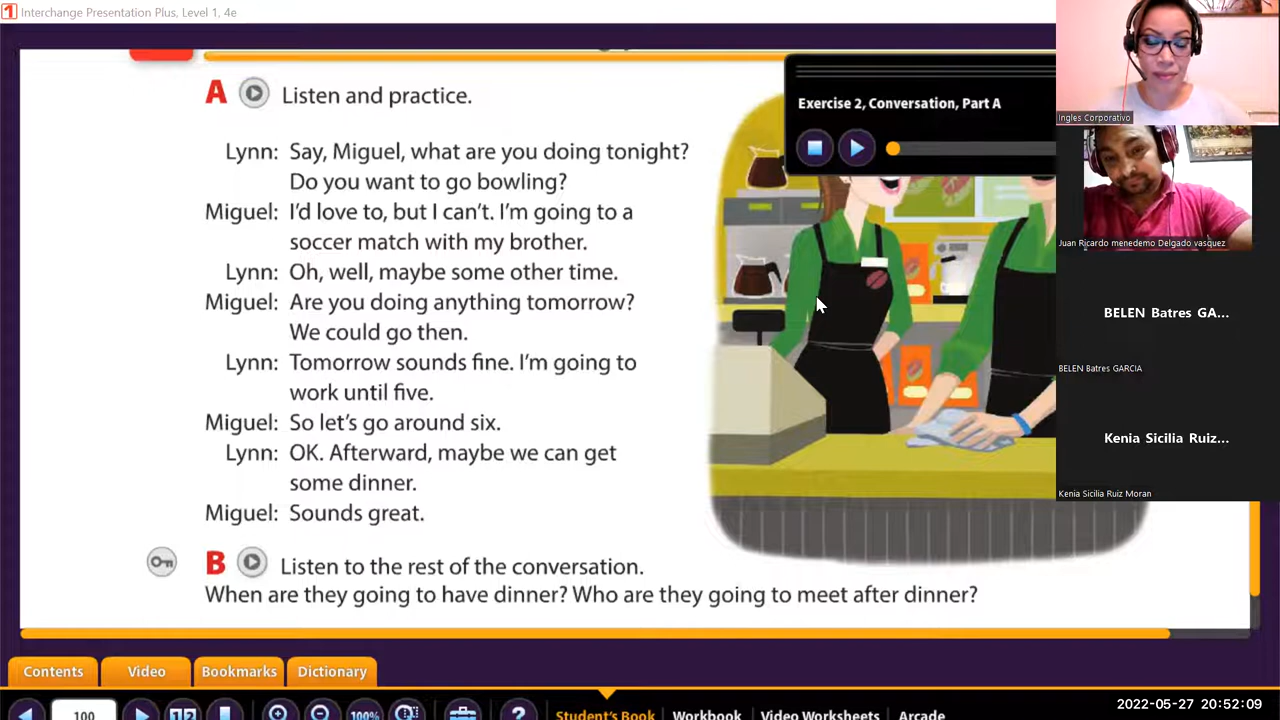 Interchange Presentation Plus, Level 1, 4e
A Listen and practice.
Exercise 2, Conversation, Part A
Lynn: Say, Miguel, what are you doing tonight?
Do you want to go bowling?
Miguel: I'd love to, but I can't. I'm going to a
soccer match with my brother.
Lynn: Oh, well, maybe some other time.
Miguel: Are you doing anything tomorrow?
We could go then.
Lynn: Tomorrow sounds fine. I'm going to
work until five.
Miguel: So let's go around six.
Lynn: OK. Afterward, maybe we can get
some dinner.
Miguel: Sounds great.
B Listen to the rest of the conversation.
When are they going to have dinner? Who are they going to meet after dinner?
Ingles Corporativo
Juan Ricardo menedemo Delgado vasquez
BELEN Batres GA...
BELEN Batres GARCIA
Kenia Sicilia Ruiz...
Kenia Sicilia Ruiz Moran
Contents Video Bookmarks Dictionary
100 1|2 100% ?
Student's Book Workbook Video Worksheets Arcade
2022-05-27 20:52:09